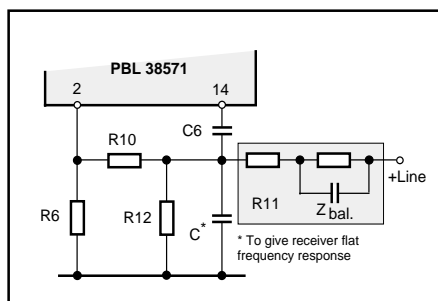 PBL 38571
2 14
C6
R10
+Line
R11
R6
R12
C*
Z bal.
* To give receiver flat
frequency response